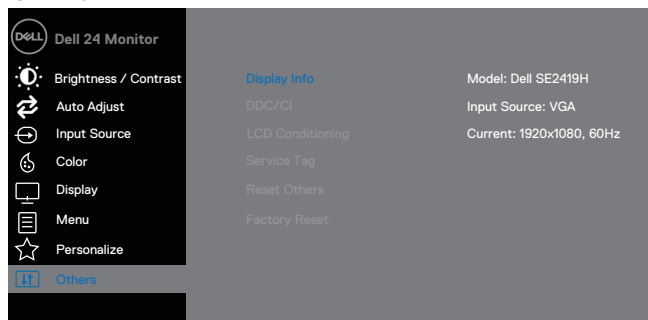 DELL Dell 24 Monitor
Brightness / Contrast
Auto Adjust
Input Source
Color
Display
Menu
Personalize
Others
Display Info
DDC/CI
LCD Conditioning
Service Tag
Reset Others
Factory Reset
Model: Dell SE2419H
Input Source: VGA
Current: 1920x1080, 60Hz